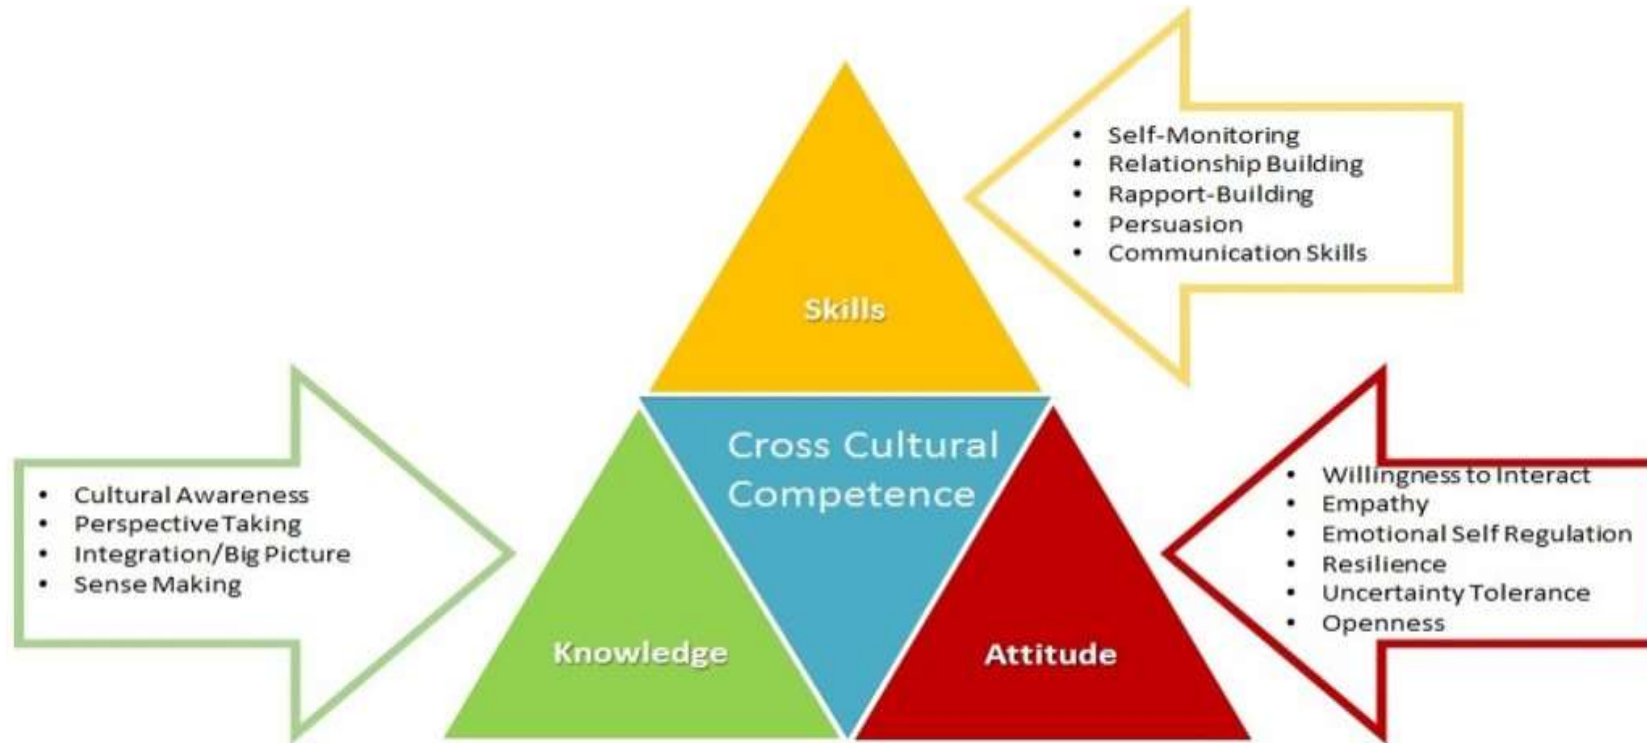 • Self-Monitoring
• Relationship Building
• Rapport-Building
• Persuasion
• Communication Skills
Skills
Cross Cultural
Competence
• Cultural Awareness
• Perspective Taking
• Integration/Big Picture
• Sense Making
Knowledge
• Willingness to Interact
• Empathy
• Emotional Self Regulation
• Resilience
• Uncertainty Tolerance
• Openness
Attitude